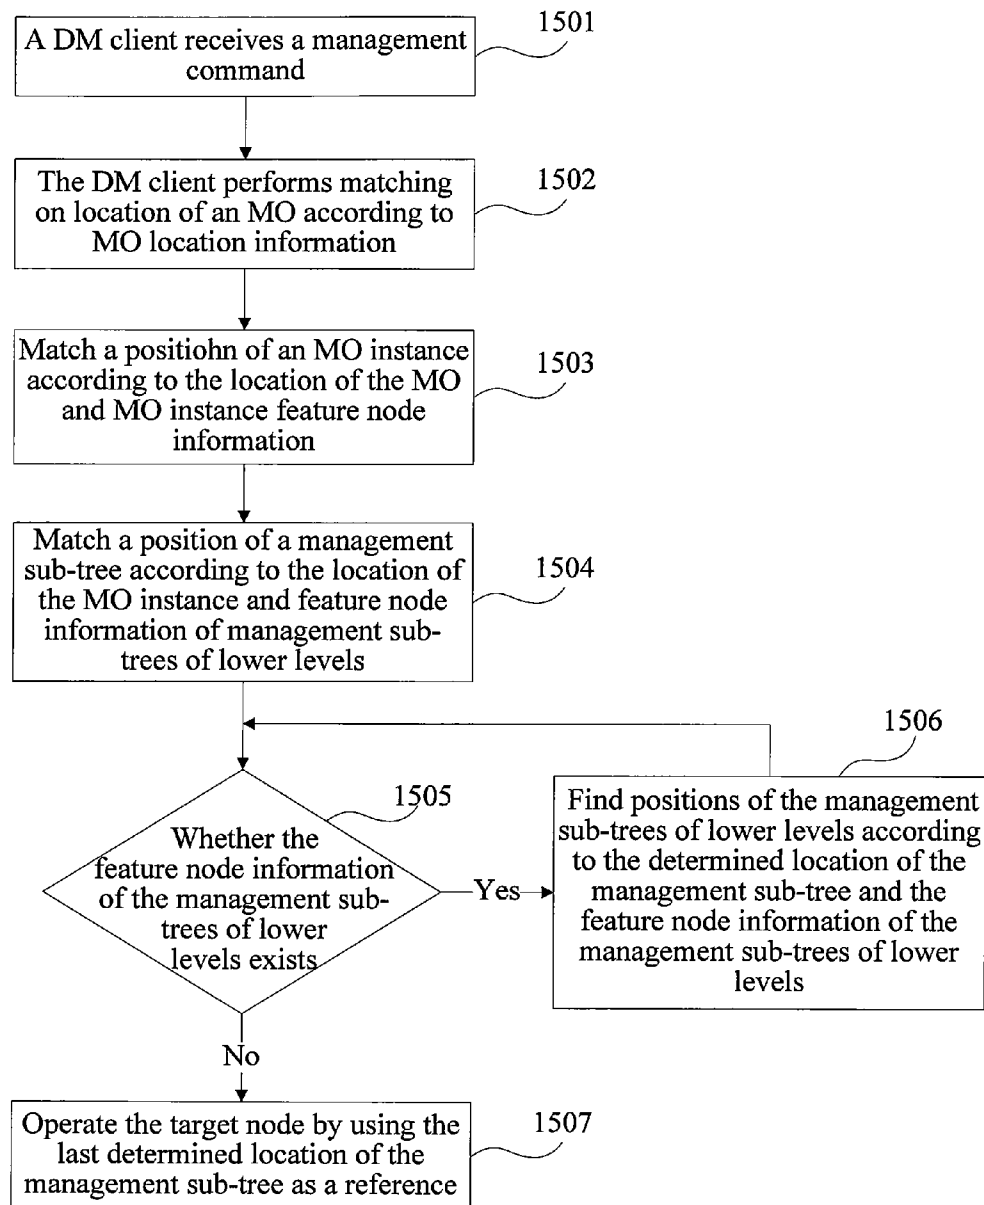 A DM client receives a management
command
1501
The DM client performs matching
on location of an MO according to
MO location information
1502
Match a positiohn of an MO instance
according to the location of the MO
and MO instance feature node
information
1503
Match a position of a management
sub-tree according to the location of
the MO instance and feature node
information of management sub-
trees of lower levels
1504
Whether the
feature node information
of the management sub-
trees of lower
levels exists
1505
Yes
Find positions of the management
sub-trees of lower levels according
to the determined location of the
management sub-tree and the
feature node information of the
management sub-trees of lower
levels
1506
No
Operate the target node by using the
last determined location of the
management sub-tree as a reference
1507